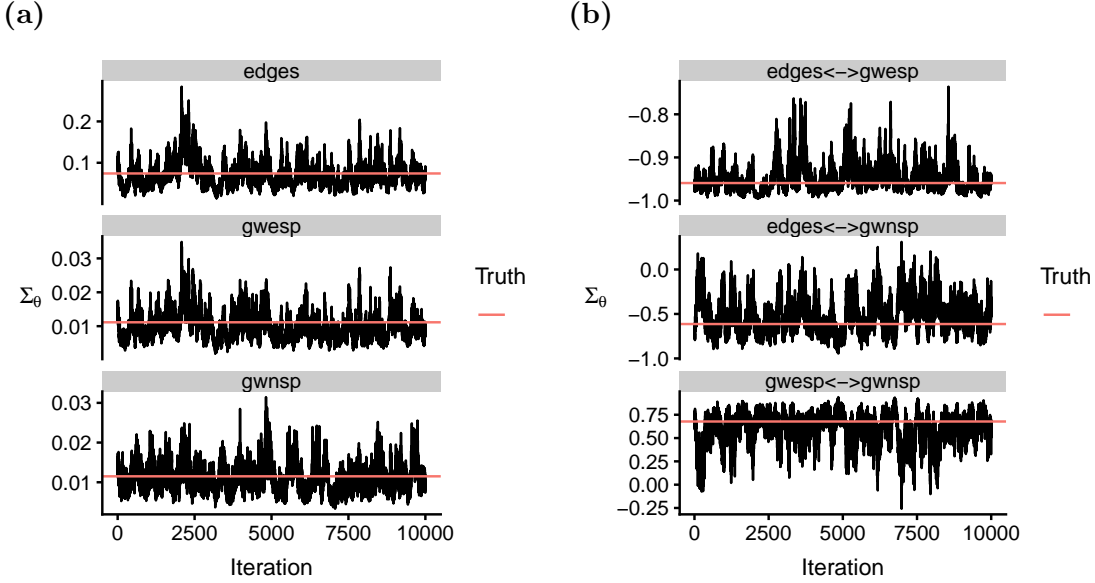 (a)
edges
0.2
0.1
gwesp
0.03
0.02
0.01
gwnsp
0.03
0.02
0.01
0 2500 5000 7500 10000
Iteration
Σθ
Truth
(b)
edges<−>gwesp
−0.8
−0.9
−1.0
edges<−>gwnsp
0.0
−0.5
−1.0
gwesp<−>gwnsp
0.75
0.50
0.25
0.00
−0.25
0 2500 5000 7500 10000
Iteration
Σθ
Truth